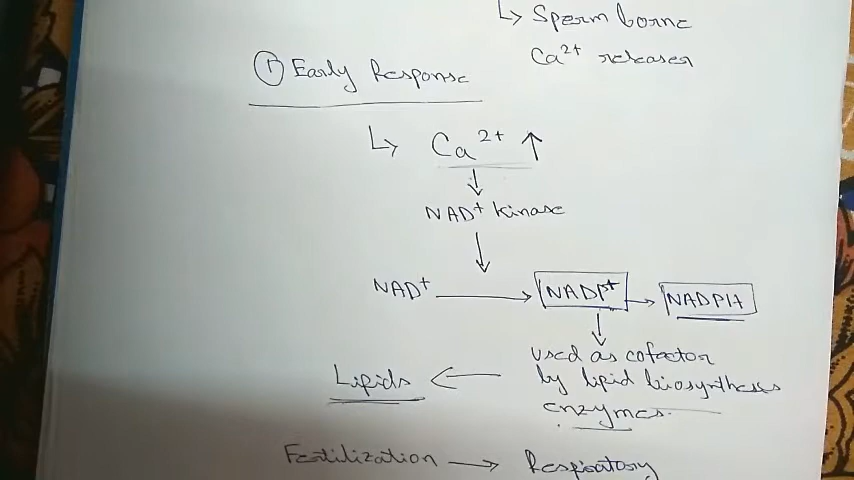 ↳ Sperm borne
Ca²⁺ releaser
① Early Response
↳ Ca²⁺ ↑
↓
NAD⁺ kinase
↓
NAD⁺ → NADP⁺ → NADPH
↓
used as cofactor
Lipids ← by lipid biosynthesis
enzymes.
Fertilization → Respiratory